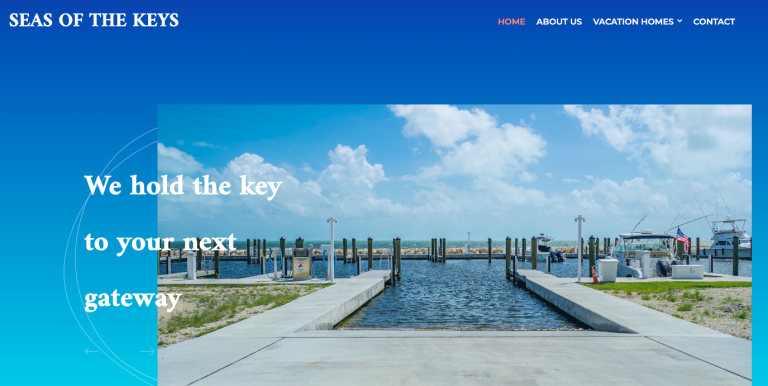 SEAS OF THE KEYS
HOME ABOUT US VACATION HOMES CONTACT
We hold the key
to your next
gateway